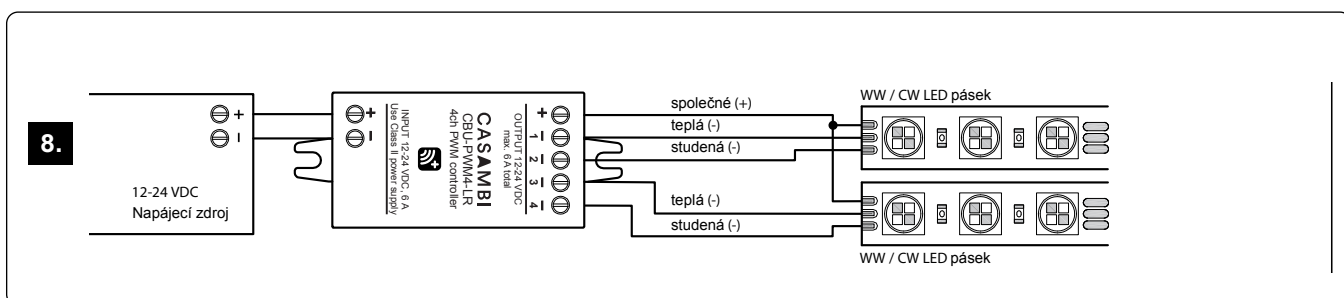 8.
12-24 VDC
Napájecí zdroj
+
-
+
-
INPUT 12-24 VDC, 6 A
Use Class II power supply
CASAMBI
CBU-PWM4-LR
4ch PWM controller
OUTPUT 12-24 VDC
max. 6A total
+
1 -
2 -
3 -
4 -
společné (+)
teplá (-)
studená (-)
teplá (-)
studená (-)
WW / CW LED pásek
WW / CW LED pásek